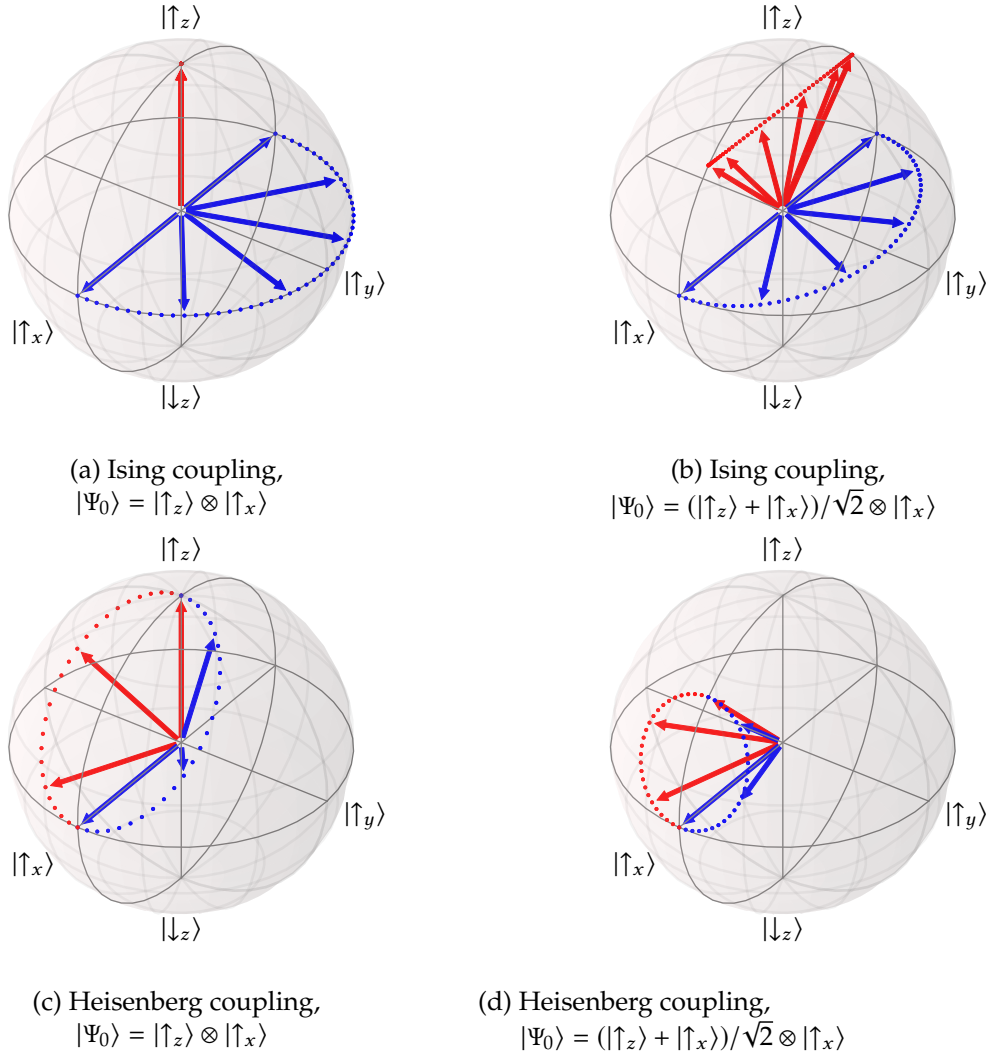 |↑z⟩ |↑z⟩
|↑y⟩ |↑y⟩
|↑x⟩ |↑x⟩
|↓z⟩ |↓z⟩
(a) Ising coupling,
|Ψ0⟩ = |↑z⟩ ⊗ |↑x⟩
(b) Ising coupling,
|Ψ0⟩ = (|↑z⟩ + |↑x⟩)/√2 ⊗ |↑x⟩
|↑z⟩ |↑z⟩
|↑y⟩ |↑y⟩
|↑x⟩ |↑x⟩
|↓z⟩ |↓z⟩
(c) Heisenberg coupling,
|Ψ0⟩ = |↑z⟩ ⊗ |↑x⟩
(d) Heisenberg coupling,
|Ψ0⟩ = (|↑z⟩ + |↑x⟩)/√2 ⊗ |↑x⟩